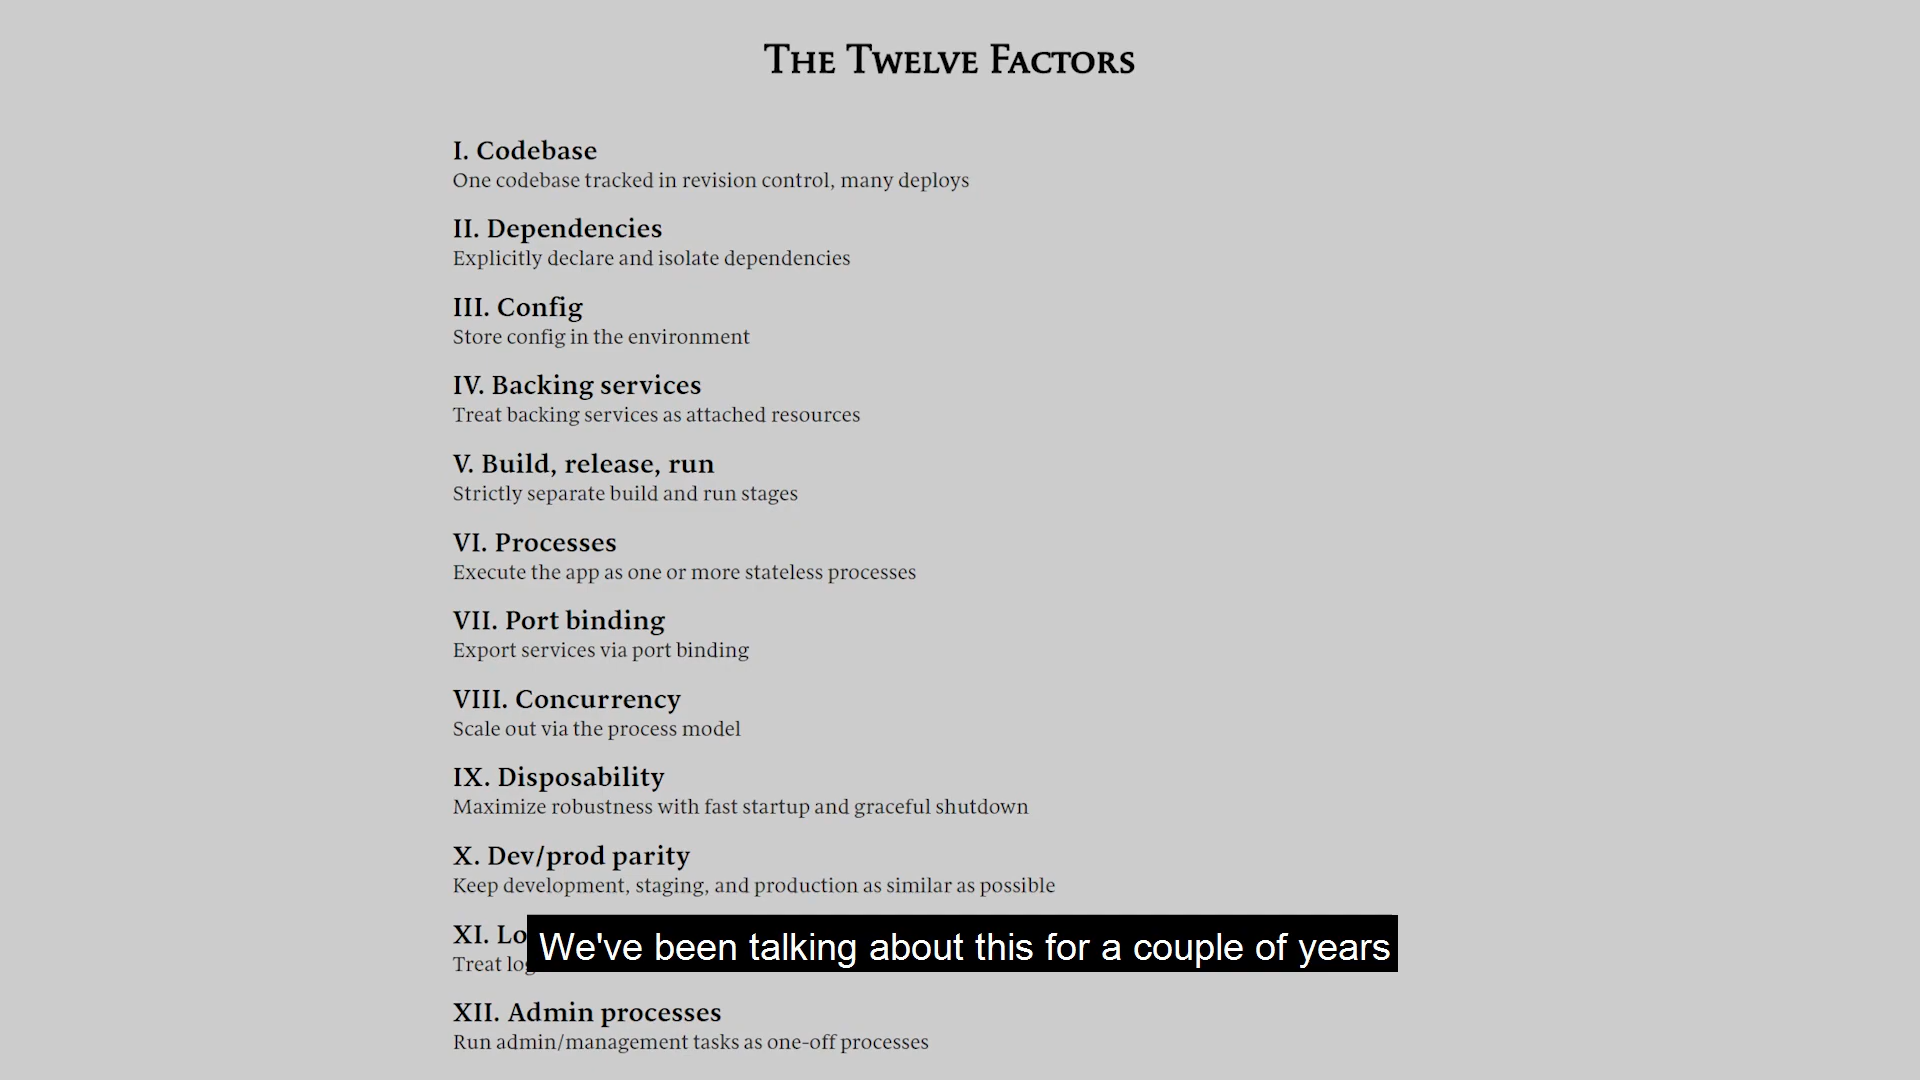 The Twelve Factors
I. Codebase
One codebase tracked in revision control, many deploys
II. Dependencies
Explicitly declare and isolate dependencies
III. Config
Store config in the environment
IV. Backing services
Treat backing services as attached resources
V. Build, release, run
Strictly separate build and run stages
VI. Processes
Execute the app as one or more stateless processes
VII. Port binding
Export services via port binding
VIII. Concurrency
Scale out via the process model
IX. Disposability
Maximize robustness with fast startup and graceful shutdown
X. Dev/prod parity
Keep development, staging, and production as similar as possible
XI.
Treat
We've been talking about this for a couple of years
XII. Admin processes
Run admin/management tasks as one-off processes